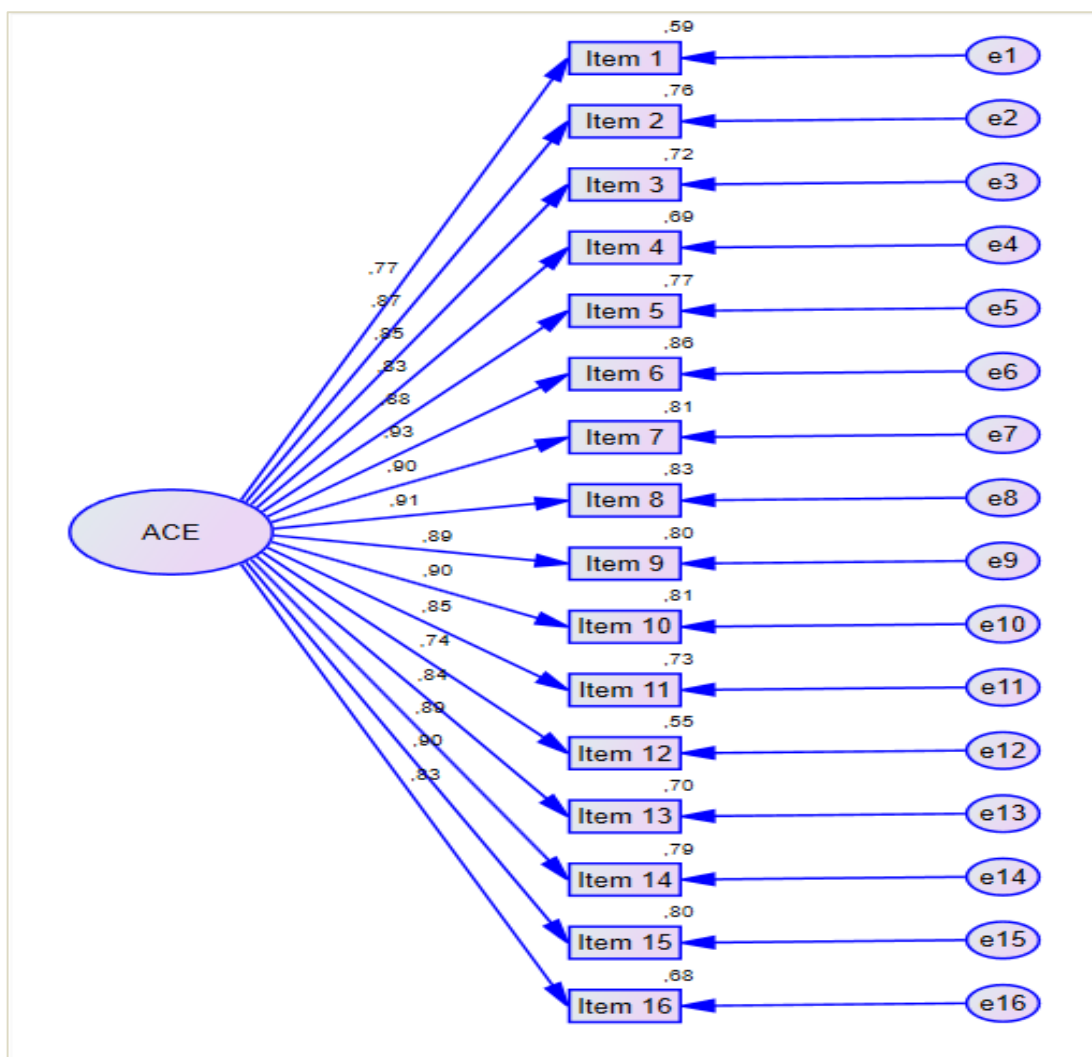 ,59
Item 1
e1
,76
Item 2
e2
,72
Item 3
e3
,69
Item 4
e4
,77
,77
Item 5
e5
,87
,85
,86
,83
Item 6
e6
,88
,81
,93
Item 7
e7
,90
,83
,91
Item 8
e8
ACE
,89
,80
Item 9
e9
,90
,81
,85
Item 10
e10
,74
,73
,84
Item 11
e11
,89
,55
,90
Item 12
e12
,83
,70
Item 13
e13
,79
Item 14
e14
,80
Item 15
e15
,68
Item 16
e16